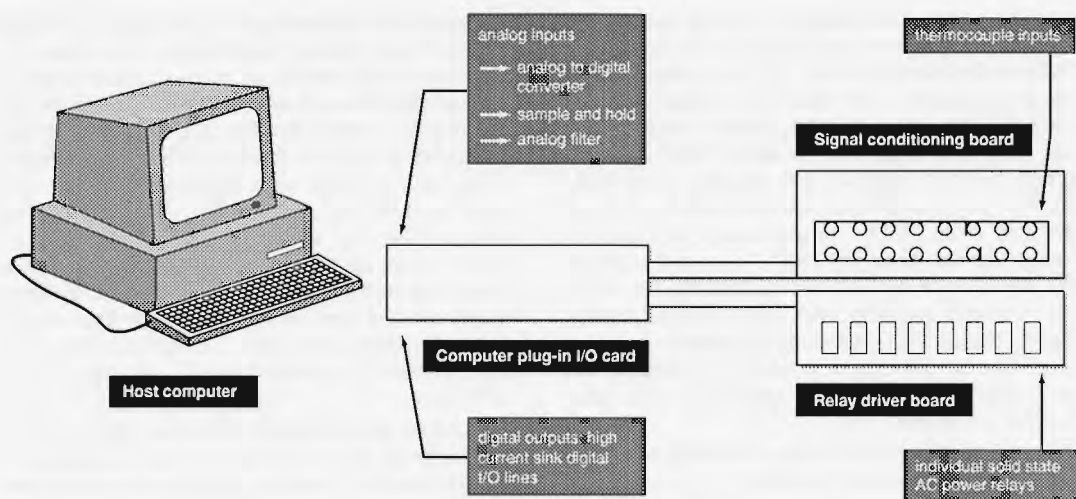 analog inputs
analog to digital
converter
sample and hold
analog filter
thermocouple inputs
Signal conditioning board
Computer plug-in I/O card
Host computer
Relay driver board
digital outputs: high
current sink digital
I/O lines
individual solid state
AC power relays